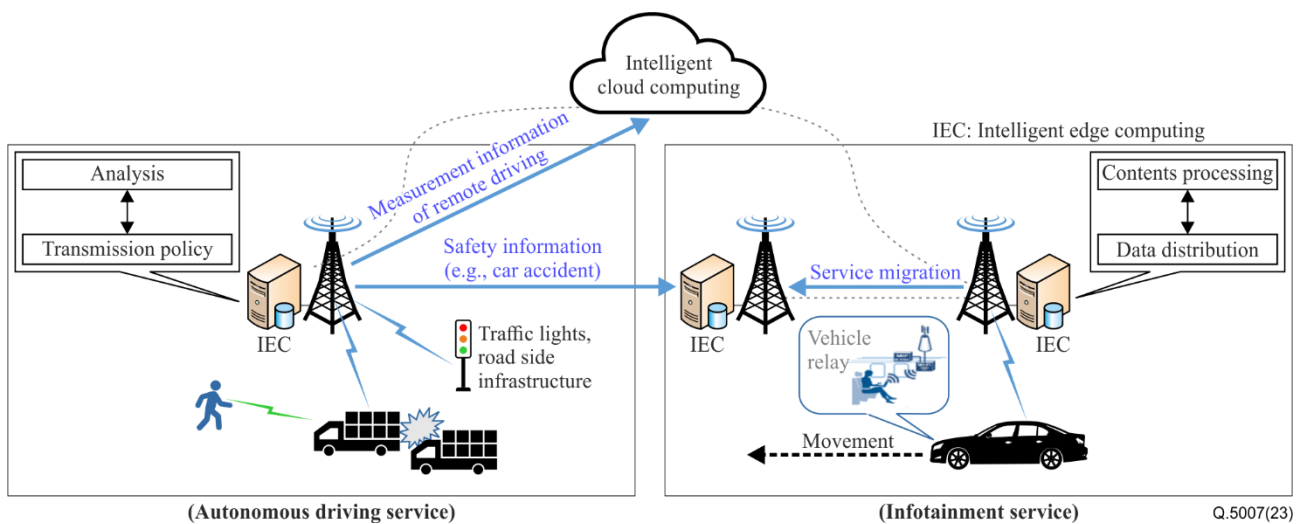 Intelligent
cloud computing
IEC: Intelligent edge computing
Analysis
Transmission policy
Measurement information
of remote driving
Safety information
(e.g., car accident)
IEC
Traffic lights,
road side
infrastructure
(Autonomous driving service)
Contents processing
Data distribution
Service migration
IEC
IEC
Vehicle
relay
Movement
(Infotainment service)
Q.5007(23)